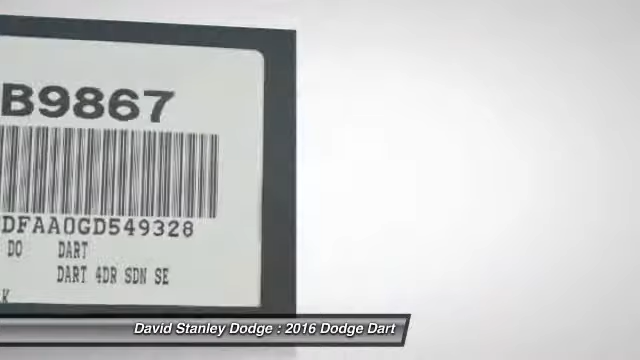 B9867
DFAA0GD549328
DO DART
DART 4DR SDN SE
K
David Stanley Dodge : 2016 Dodge Dart